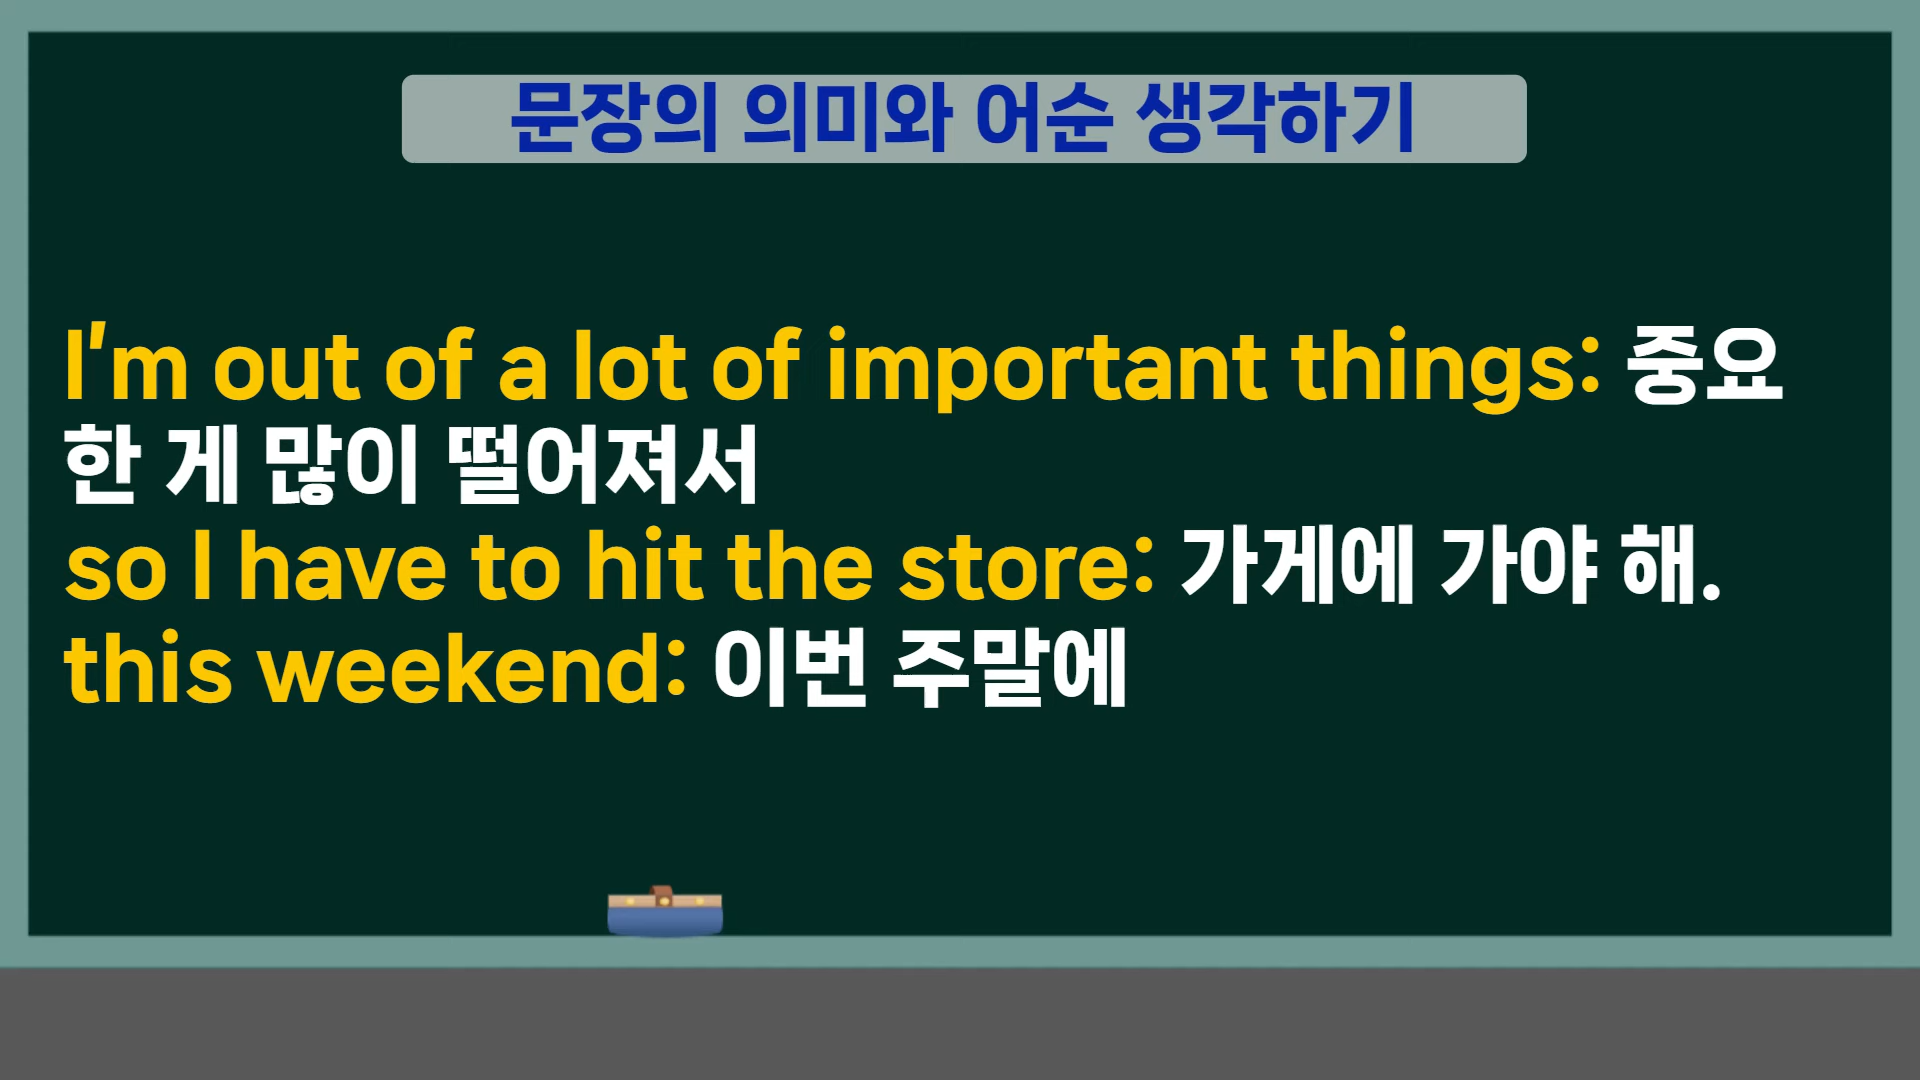 문장의 의미와 어순 생각하기
I'm out of a lot of important things: 중요
한 게 많이 떨어져서
so I have to hit the store: 가게에 가야 해.
this weekend: 이번 주말에